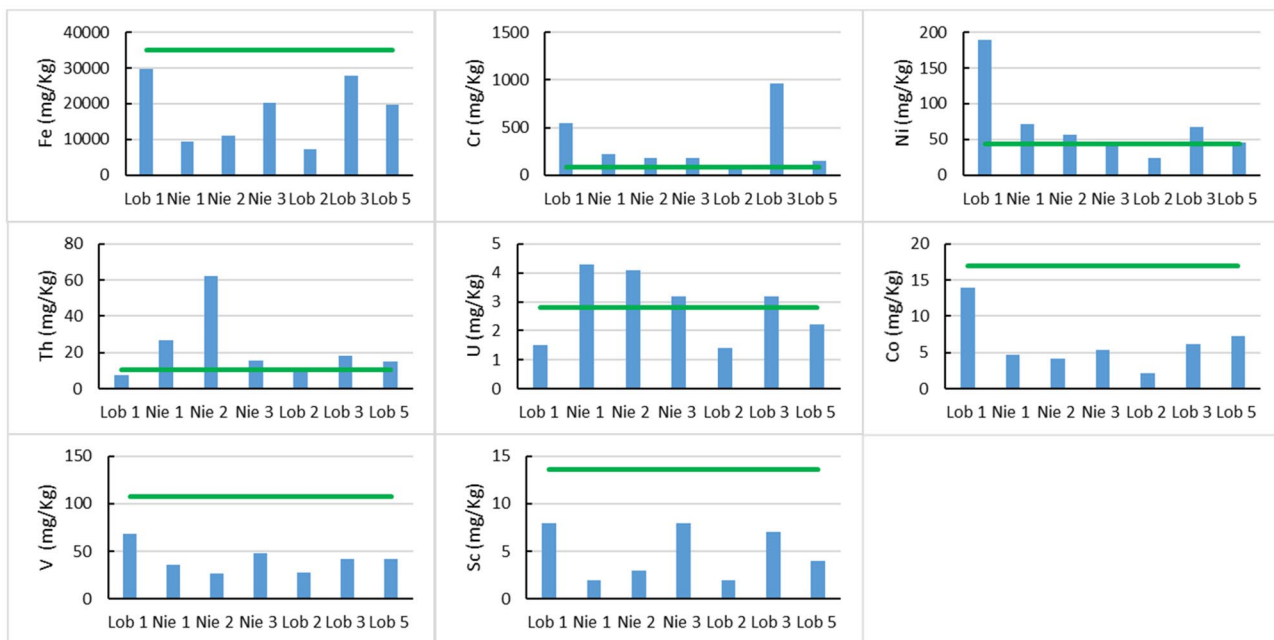 40000
30000
20000
10000
0
Fe (mg/Kg)
Lob 1 Nie 1 Nie 2 Nie 3 Lob 2 Lob 3 Lob 5
1500
1000
500
0
Cr (mg/Kg)
Lob 1 Nie 1 Nie 2 Nie 3 Lob 2 Lob 3 Lob 5
200
150
100
50
0
Ni (mg/Kg)
Lob 1 Nie 1 Nie 2 Nie 3 Lob 2 Lob 3 Lob 5
80
60
40
20
0
Th (mg/Kg)
Lob 1 Nie 1 Nie 2 Nie 3 Lob 2 Lob 3 Lob 5
5
4
3
2
1
0
U (mg/Kg)
Lob 1 Nie 1 Nie 2 Nie 3 Lob 2 Lob 3 Lob 5
20
15
10
5
0
Co (mg/Kg)
Lob 1 Nie 1 Nie 2 Nie 3 Lob 2 Lob 3 Lob 5
150
100
50
0
V (mg/Kg)
Lob 1 Nie 1 Nie 2 Nie 3 Lob 2 Lob 3 Lob 5
15
10
5
0
Sc (mg/Kg)
Lob 1 Nie 1 Nie 2 Nie 3 Lob 2 Lob 3 Lob 5